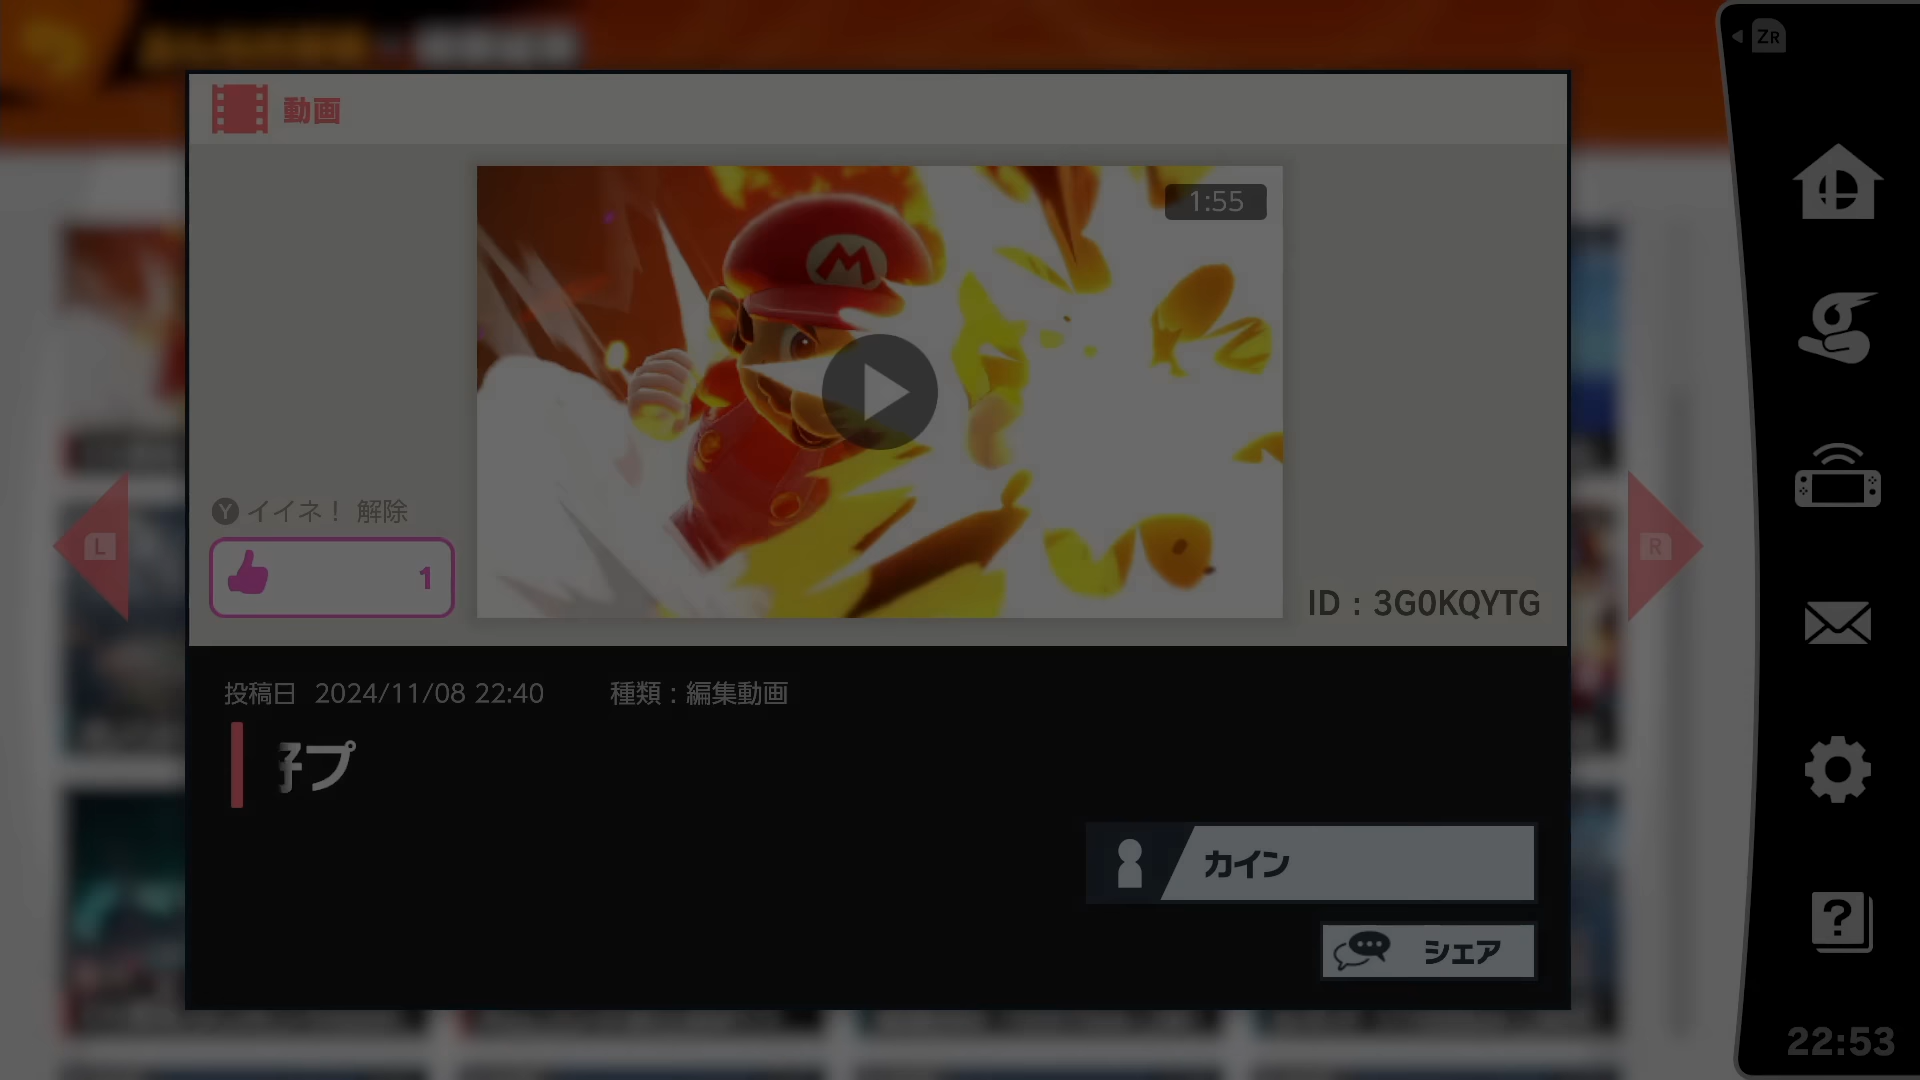 ZR
動画
1:55
Y イイネ! 解除
1
L
R
ID : 3G0KQYTG
投稿日 2024/11/08 22:40 種類 : 編集動画
プ
カイン
シェア
22:53